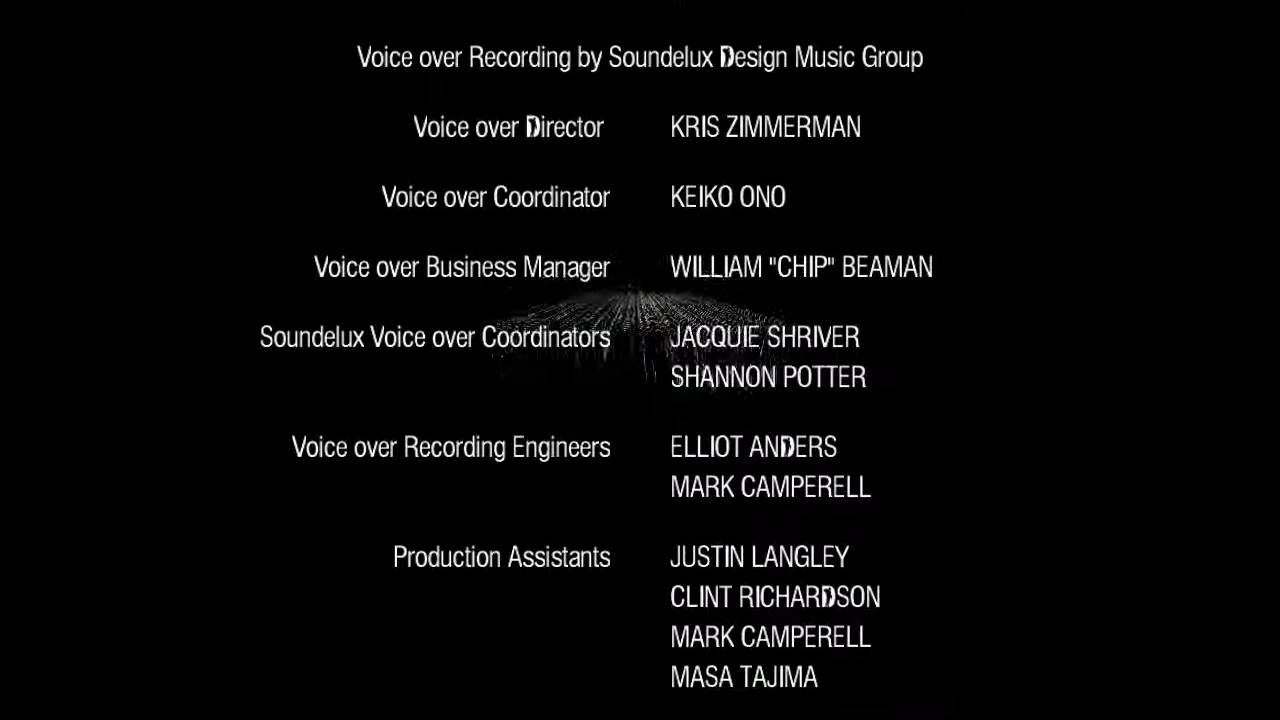 Voice over Recording by Soundelux Design Music Group
Voice over Director KRIS ZIMMERMAN
Voice over Coordinator KEIKO ONO
Voice over Business Manager WILLIAM "CHIP" BEAMAN
Soundelux Voice over Coordinators JACQUIE SHRIVER
SHANNON POTTER
Voice over Recording Engineers ELLIOT ANDERS
MARK CAMPERELL
Production Assistants JUSTIN LANGLEY
CLINT RICHARDSON
MARK CAMPERELL
MASA TAJIMA